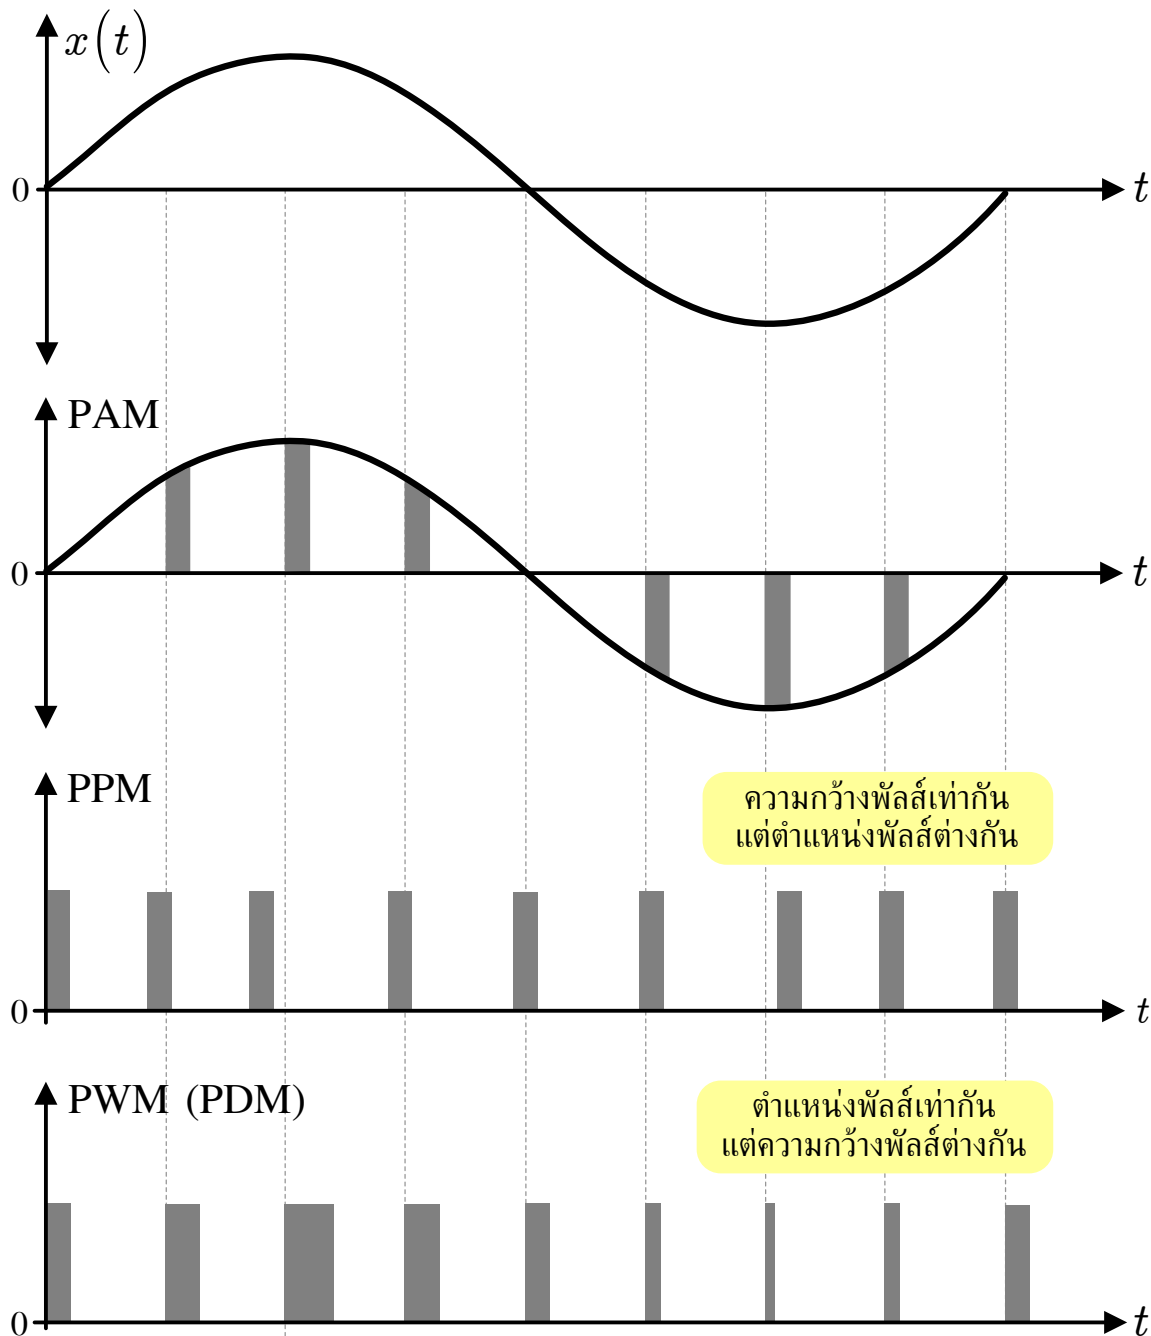 x(t)
0
t
PAM
0
t
PPM
ความกว้างพัลส์เท่ากัน
แต่ตำแหน่งพัลส์ต่างกัน
0
t
PWM (PDM)
ตำแหน่งพัลส์เท่ากัน
แต่ความกว้างพัลส์ต่างกัน
0
t